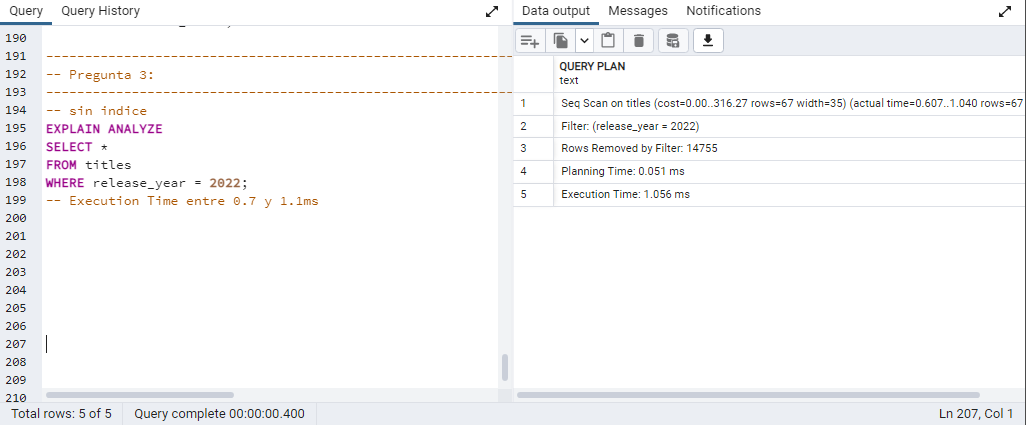 Query Query History
Data output Messages Notifications
190
191 ------------------------------------------------------------
192 -- Pregunta 3:
193 ------------------------------------------------------------
194 -- sin indice
195 EXPLAIN ANALYZE
196 SELECT *
197 FROM titles
198 WHERE release_year = 2022;
199 -- Execution Time entre 0.7 y 1.1ms
200
201
202
203
204
205
206
207
208
209
210
QUERY PLAN
text
1 Seq Scan on titles (cost=0.00..316.27 rows=67 width=35) (actual time=0.607..1.040 rows=67
2 Filter: (release_year = 2022)
3 Rows Removed by Filter: 14755
4 Planning Time: 0.051 ms
5 Execution Time: 1.056 ms
Total rows: 5 of 5 Query complete 00:00:00.400 Ln 207, Col 1